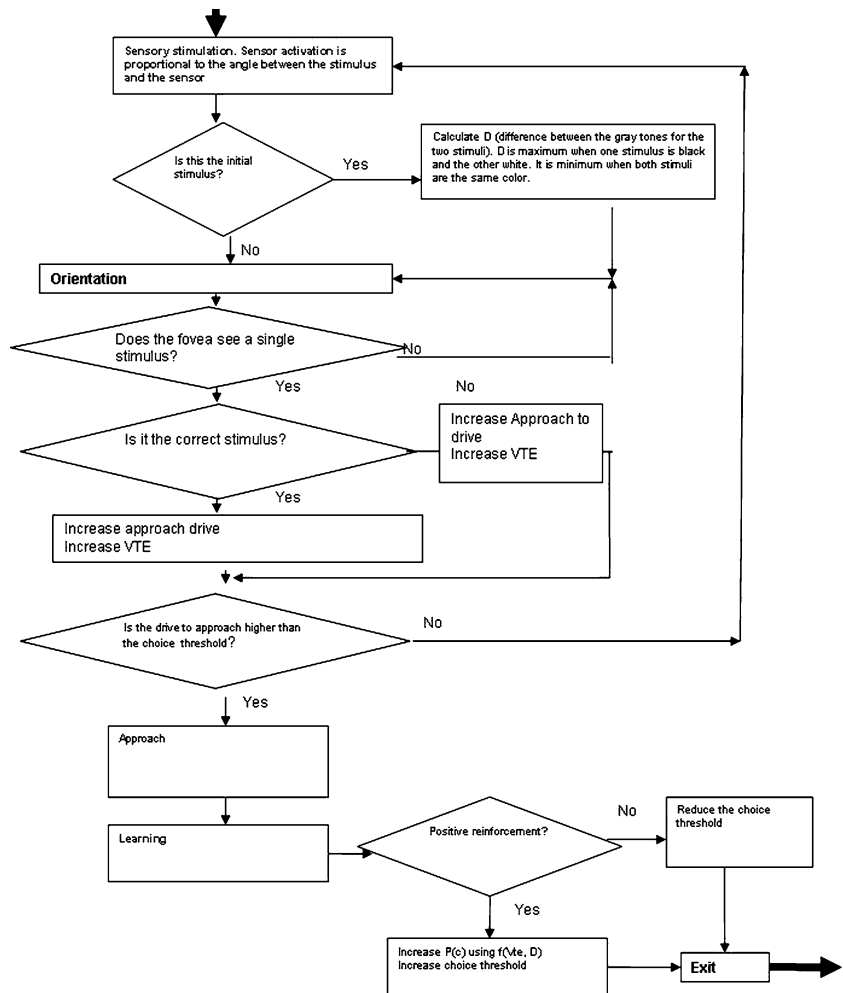 Sensory stimulation. Sensor activation is
proportional to the angle between the stimulus
and the sensor
Is this the initial
stimulus?
Yes
Calculate D (difference between the gray tones for the
two stimuli). D is maximum when one stimulus is black
and the other white. It is minimum when both stimuli
are the same color.
No
Orientation
Does the fovea see a single
stimulus?
No
Yes
No
Is it the correct stimulus?
Increase Approach to
drive
Increase VTE
Yes
Increase approach drive
Increase VTE
Is the drive to approach higher than
the choice threshold?
No
Yes
Approach
Learning
Positive reinforcement?
No
Reduce the choice
threshold
Yes
Increase P(c) using f(Vte, D)
Increase choice threshold
Exit